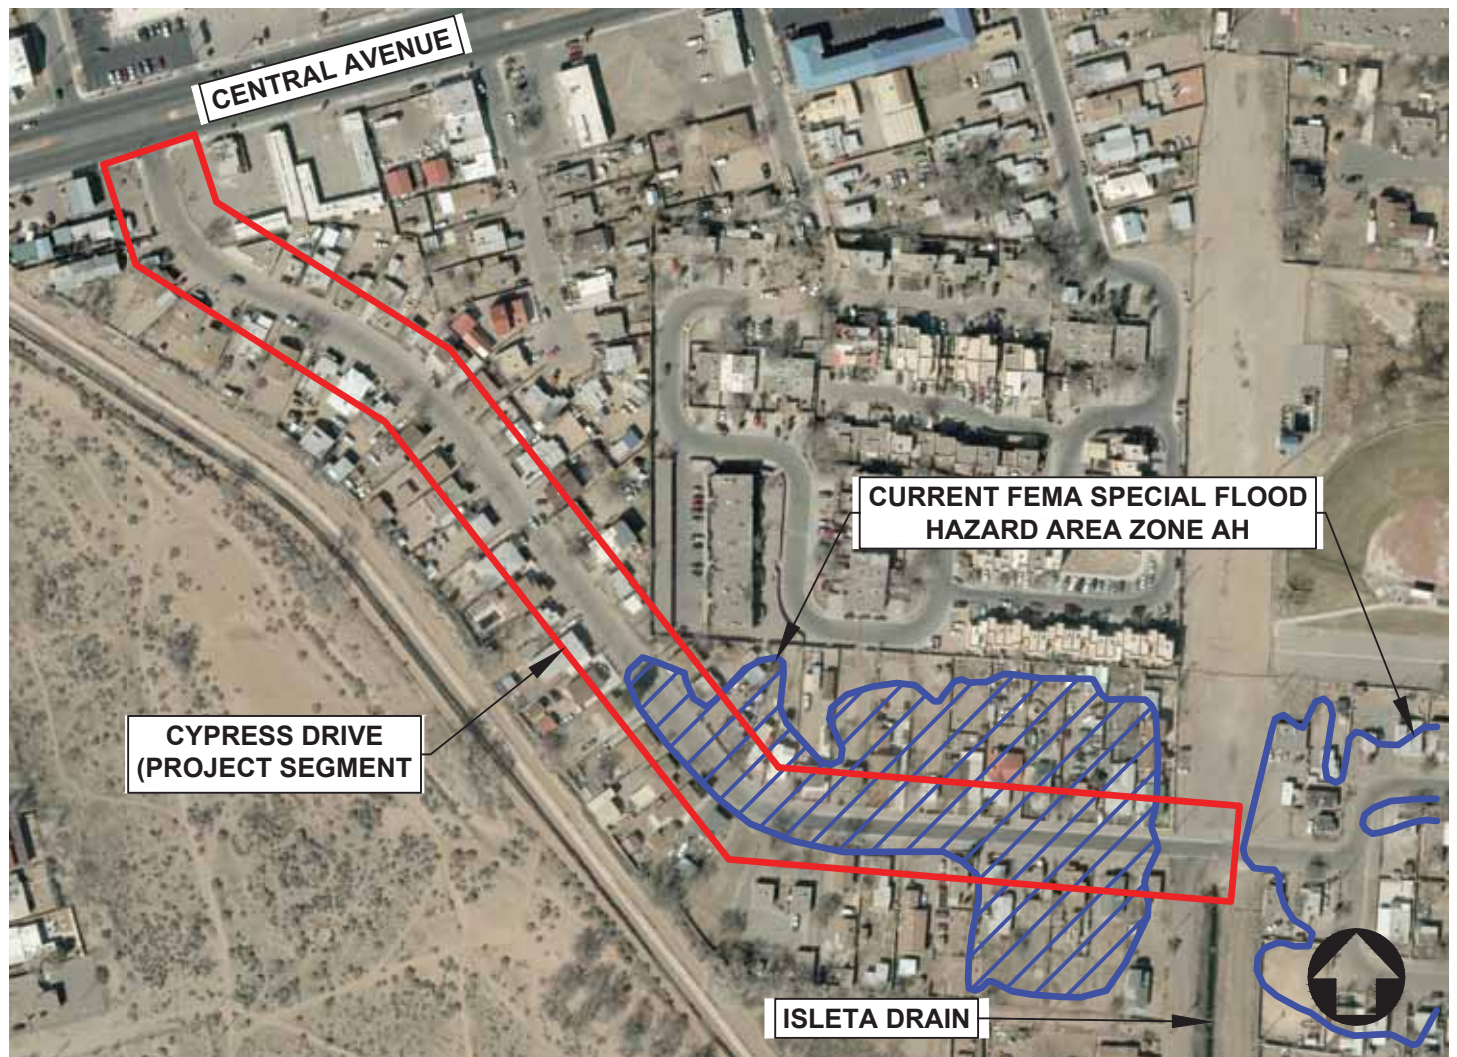 CENTRAL AVENUE
CURRENT FEMA SPECIAL FLOOD
HAZARD AREA ZONE AH
CYPRESS DRIVE
(PROJECT SEGMENT
ISLETA DRAIN